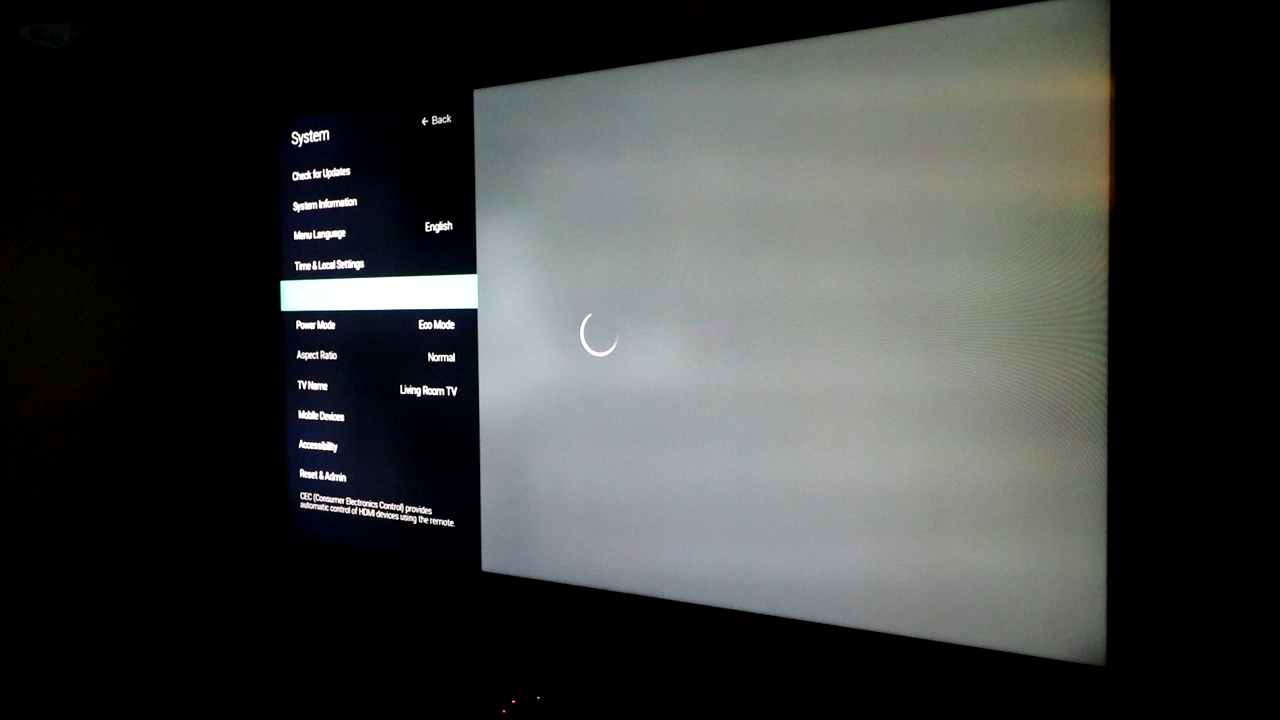 ← Back
System
Check for Updates
System Information
Menu Language English
Time & Local Settings
Power Mode Eco Mode
Aspect Ratio Normal
TV Name Living Room TV
Mobile Devices
Accessibility
Reset & Admin
CEC (Consumer Electronics Control) provides
automatic control of HDMI devices using the remote.